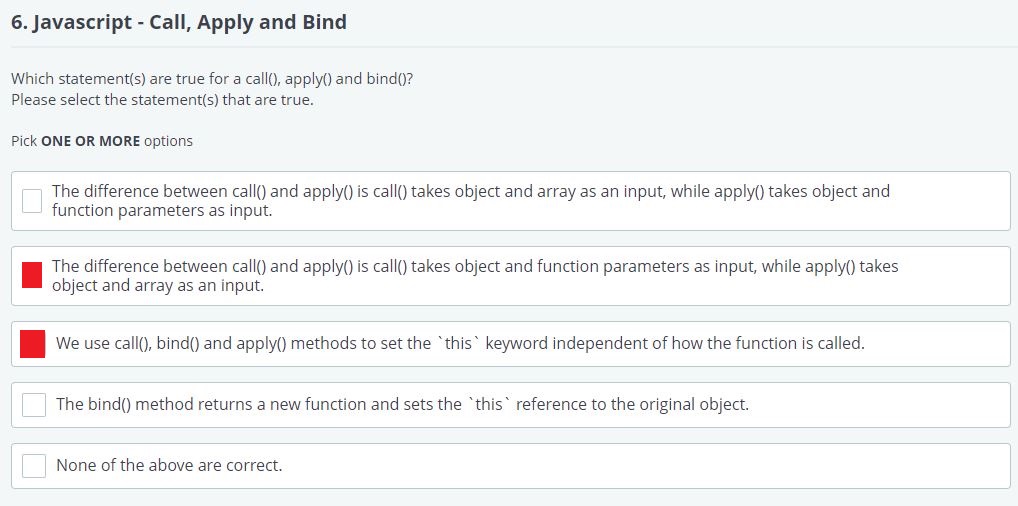 6. Javascript - Call, Apply and Bind
Which statement(s) are true for a call(), apply() and bind()?
Please select the statement(s) that are true.
Pick ONE OR MORE options
The difference between call() and apply() is call() takes object and array as an input, while apply() takes object and
function parameters as input.
The difference between call() and apply() is call() takes object and function parameters as input, while apply() takes
object and array as an input.
We use call(), bind() and apply() methods to set the `this` keyword independent of how the function is called.
The bind() method returns a new function and sets the `this` reference to the original object.
None of the above are correct.